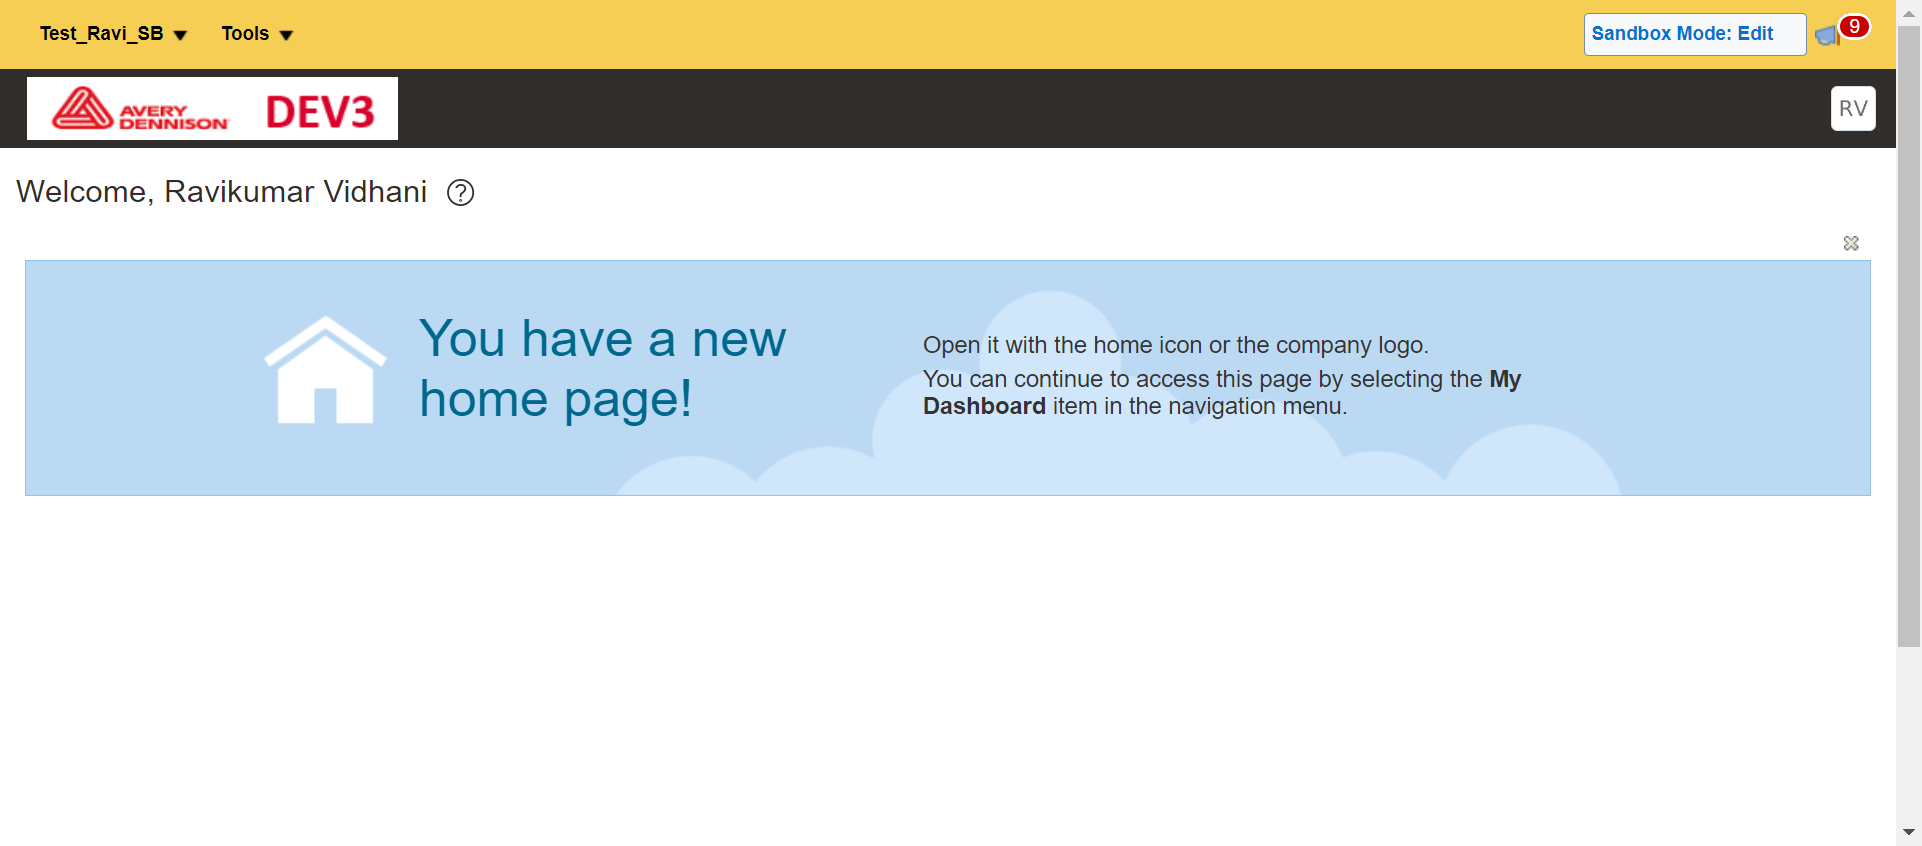 Test_Ravi_SB Tools Sandbox Mode: Edit 9
AVERY
DENNISON
DEV3 RV
Welcome, Ravikumar Vidhani ?
You have a new
home page!
Open it with the home icon or the company logo.
You can continue to access this page by selecting the My
Dashboard item in the navigation menu.